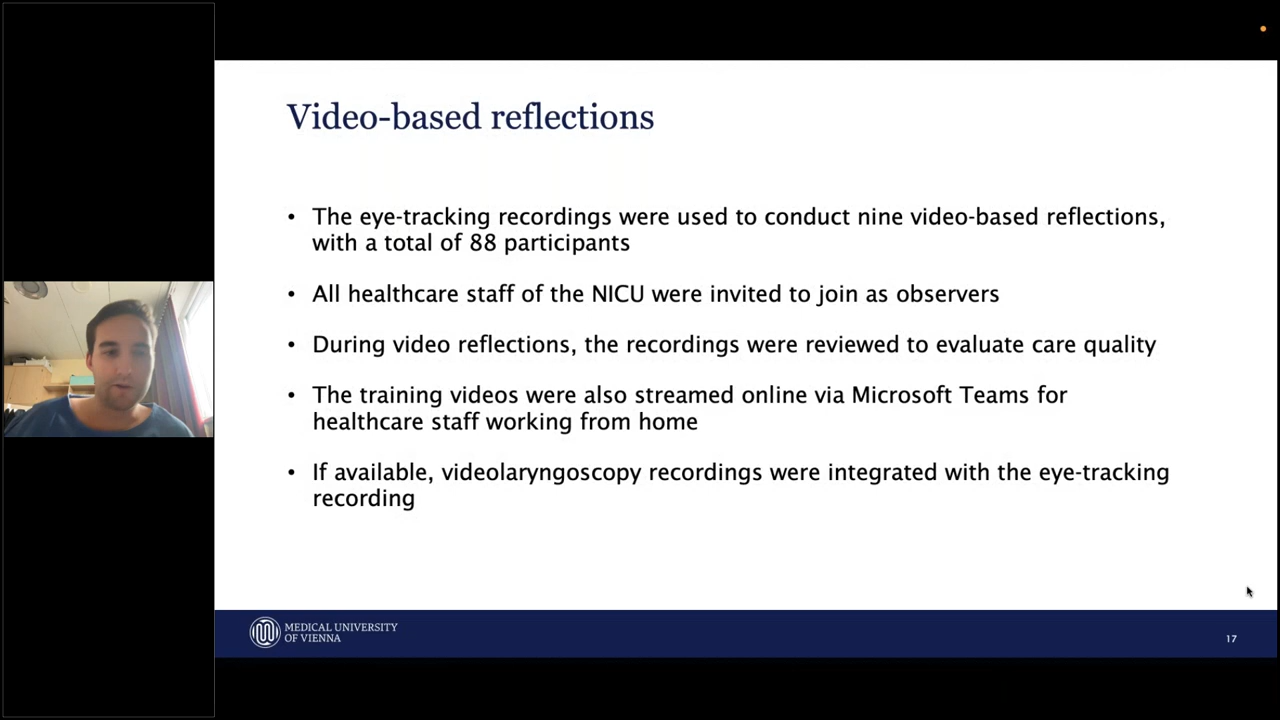 Video-based reflections
• The eye-tracking recordings were used to conduct nine video-based reflections,
with a total of 88 participants
• All healthcare staff of the NICU were invited to join as observers
• During video reflections, the recordings were reviewed to evaluate care quality
• The training videos were also streamed online via Microsoft Teams for
healthcare staff working from home
• If available, videolaryngoscopy recordings were integrated with the eye-tracking
recording
MEDICAL UNIVERSITY
OF VIENNA
17